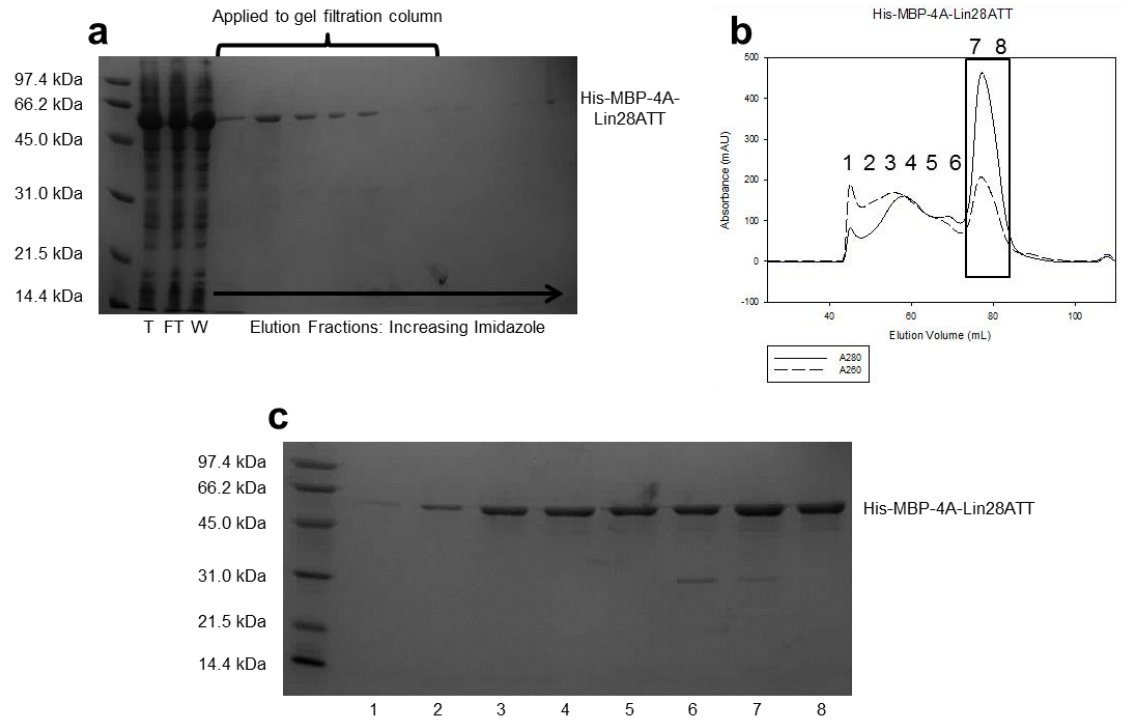 Applied to gel filtration column
a
97.4 kDa
66.2 kDa
45.0 kDa
31.0 kDa
21.5 kDa
14.4 kDa
His-MBP-4A-
Lin28ATT
T FT W
Elution Fractions: Increasing Imidazole
b
His-MBP-4A-Lin28ATT
7 8
1 2 3 4 5 6
500
400
300
200
100
0
-100
Absorbance (mAU)
40 60 80 100
Elution Volume (mL)
A280
A260
c
97.4 kDa
66.2 kDa
45.0 kDa
31.0 kDa
21.5 kDa
14.4 kDa
His-MBP-4A-Lin28ATT
1 2 3 4 5 6 7 8